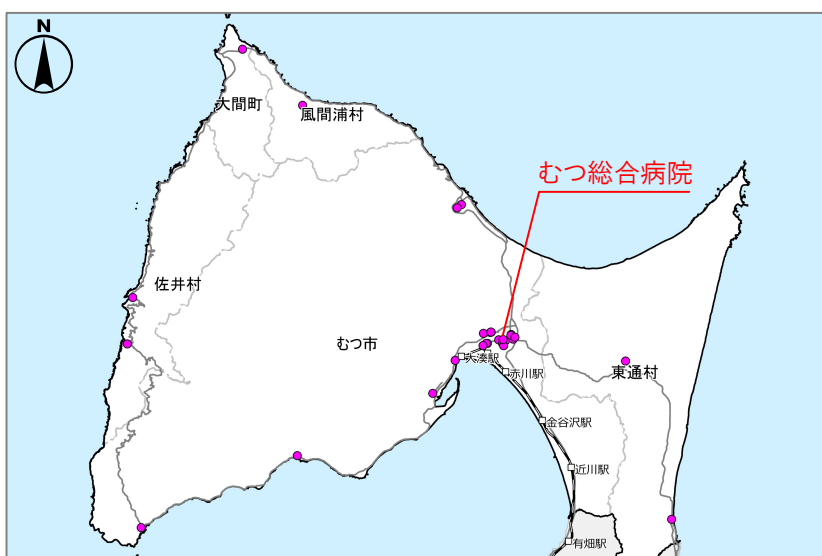 N
大間町
風間浦村
むつ総合病院
佐井村
むつ市
大湊駅
赤川駅
東通村
金谷沢駅
近川駅
有畑駅